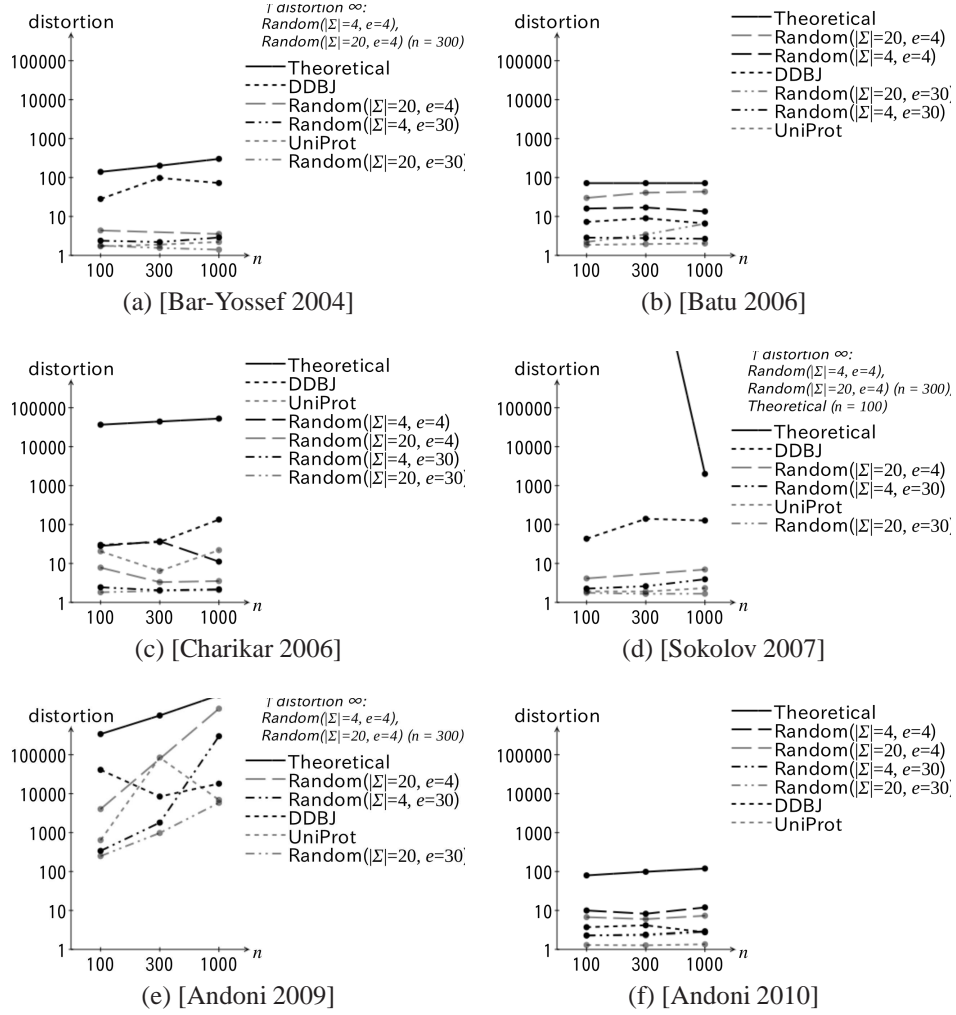 distortion
↑ distortion ∞:
Random(|Σ|=4, e=4),
Random(|Σ|=20, e=4) (n = 300)
Theoretical
DDBJ
Random(|Σ|=20, e=4)
Random(|Σ|=4, e=30)
UniProt
Random(|Σ|=20, e=30)
100000
10000
1000
100
10
1
100 300 1000 n
(a) [Bar-Yossef 2004]
distortion
Theoretical
Random(|Σ|=20, e=4)
Random(|Σ|=4, e=4)
DDBJ
Random(|Σ|=20, e=30)
Random(|Σ|=4, e=30)
UniProt
100000
10000
1000
100
10
1
100 300 1000 n
(b) [Batu 2006]
distortion
Theoretical
DDBJ
UniProt
Random(|Σ|=4, e=4)
Random(|Σ|=20, e=4)
Random(|Σ|=4, e=30)
Random(|Σ|=20, e=30)
100000
10000
1000
100
10
1
100 300 1000 n
(c) [Charikar 2006]
distortion
↑ distortion ∞:
Random(|Σ|=4, e=4),
Random(|Σ|=20, e=4) (n = 300),
Theoretical (n = 100)
Theoretical
DDBJ
Random(|Σ|=20, e=4)
Random(|Σ|=4, e=30)
UniProt
Random(|Σ|=20, e=30)
100000
10000
1000
100
10
1
100 300 1000 n
(d) [Sokolov 2007]
distortion
↑ distortion ∞:
Random(|Σ|=4, e=4),
Random(|Σ|=20, e=4) (n = 300)
Theoretical
Random(|Σ|=20, e=4)
Random(|Σ|=4, e=30)
DDBJ
UniProt
Random(|Σ|=20, e=30)
100000
10000
1000
100
10
1
100 300 1000 n
(e) [Andoni 2009]
distortion
Theoretical
Random(|Σ|=4, e=4)
Random(|Σ|=20, e=4)
Random(|Σ|=4, e=30)
Random(|Σ|=20, e=30)
DDBJ
UniProt
100000
10000
1000
100
10
1
100 300 1000 n
(f) [Andoni 2010]